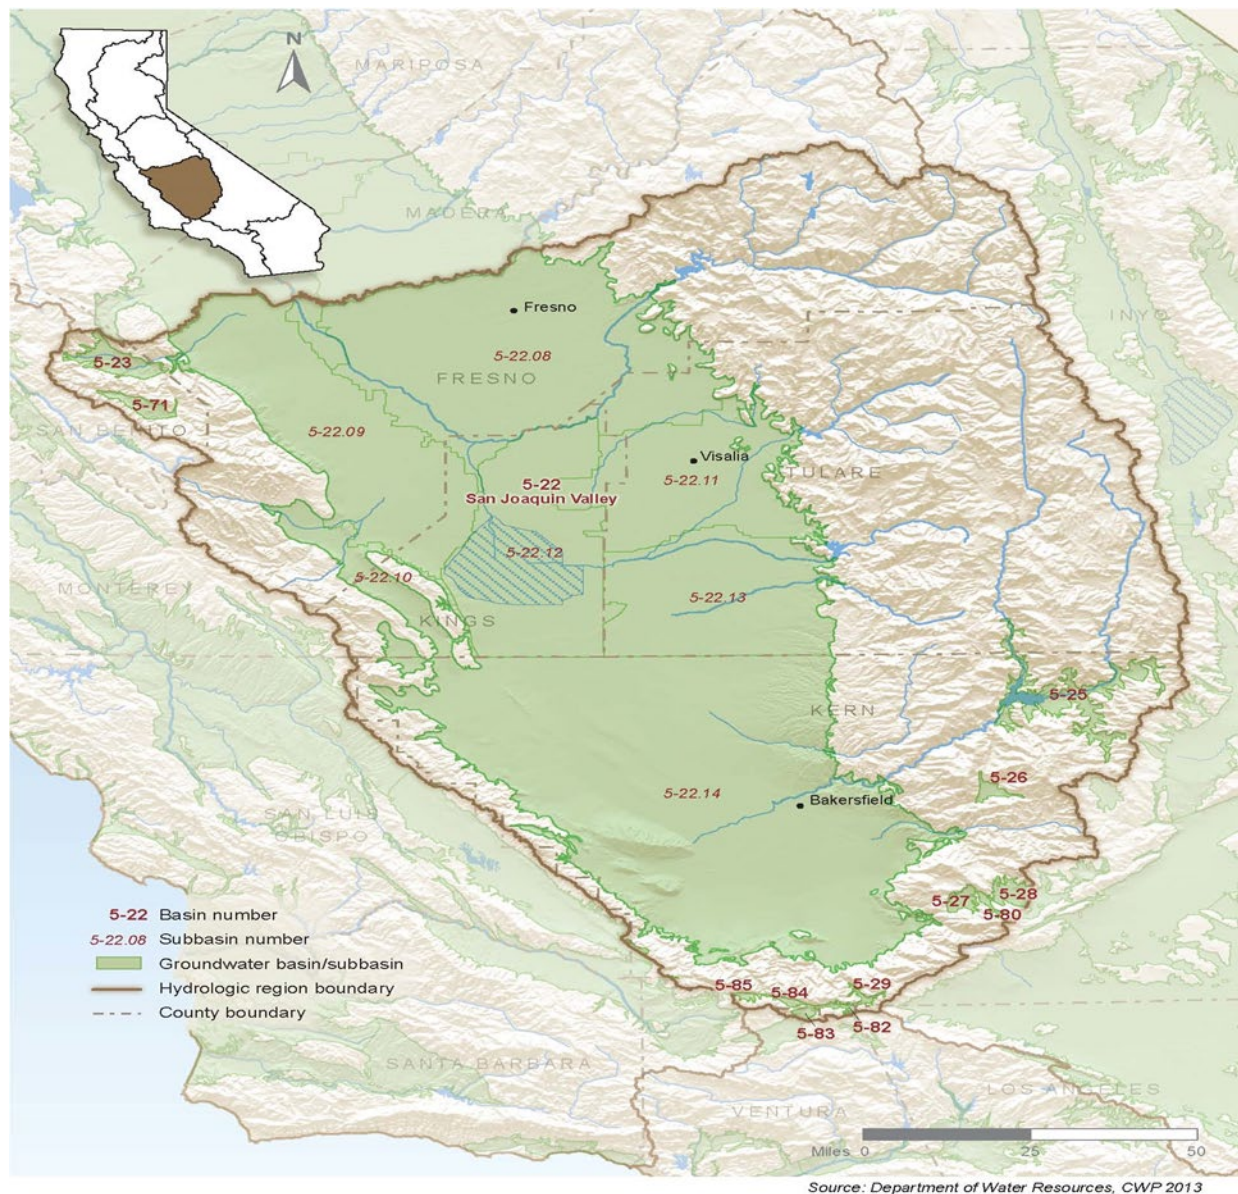 N
MARIPOSA
MADERA
INYO
Fresno
5-22.08
FRESNO
5-23
5-71
SAN BENITO
5-22.09
Visalia
5-22.11
TULARE
5-22
San Joaquin Valley
5-22.12
5-22.10
MONTEREY
5-22.13
KINGS
5-25
KERN
5-26
5-22.14
Bakersfield
SAN LUIS
OBISPO
5-27
5-28
5-80
5-22 Basin number
5-22.08 Subbasin number
Groundwater basin/subbasin
Hydrologic region boundary
County boundary
5-85
5-84
5-29
5-83
5-82
SANTA BARBARA
VENTURA
LOS ANGELES
Miles 0 25 50
Source: Department of Water Resources, CWP 2013